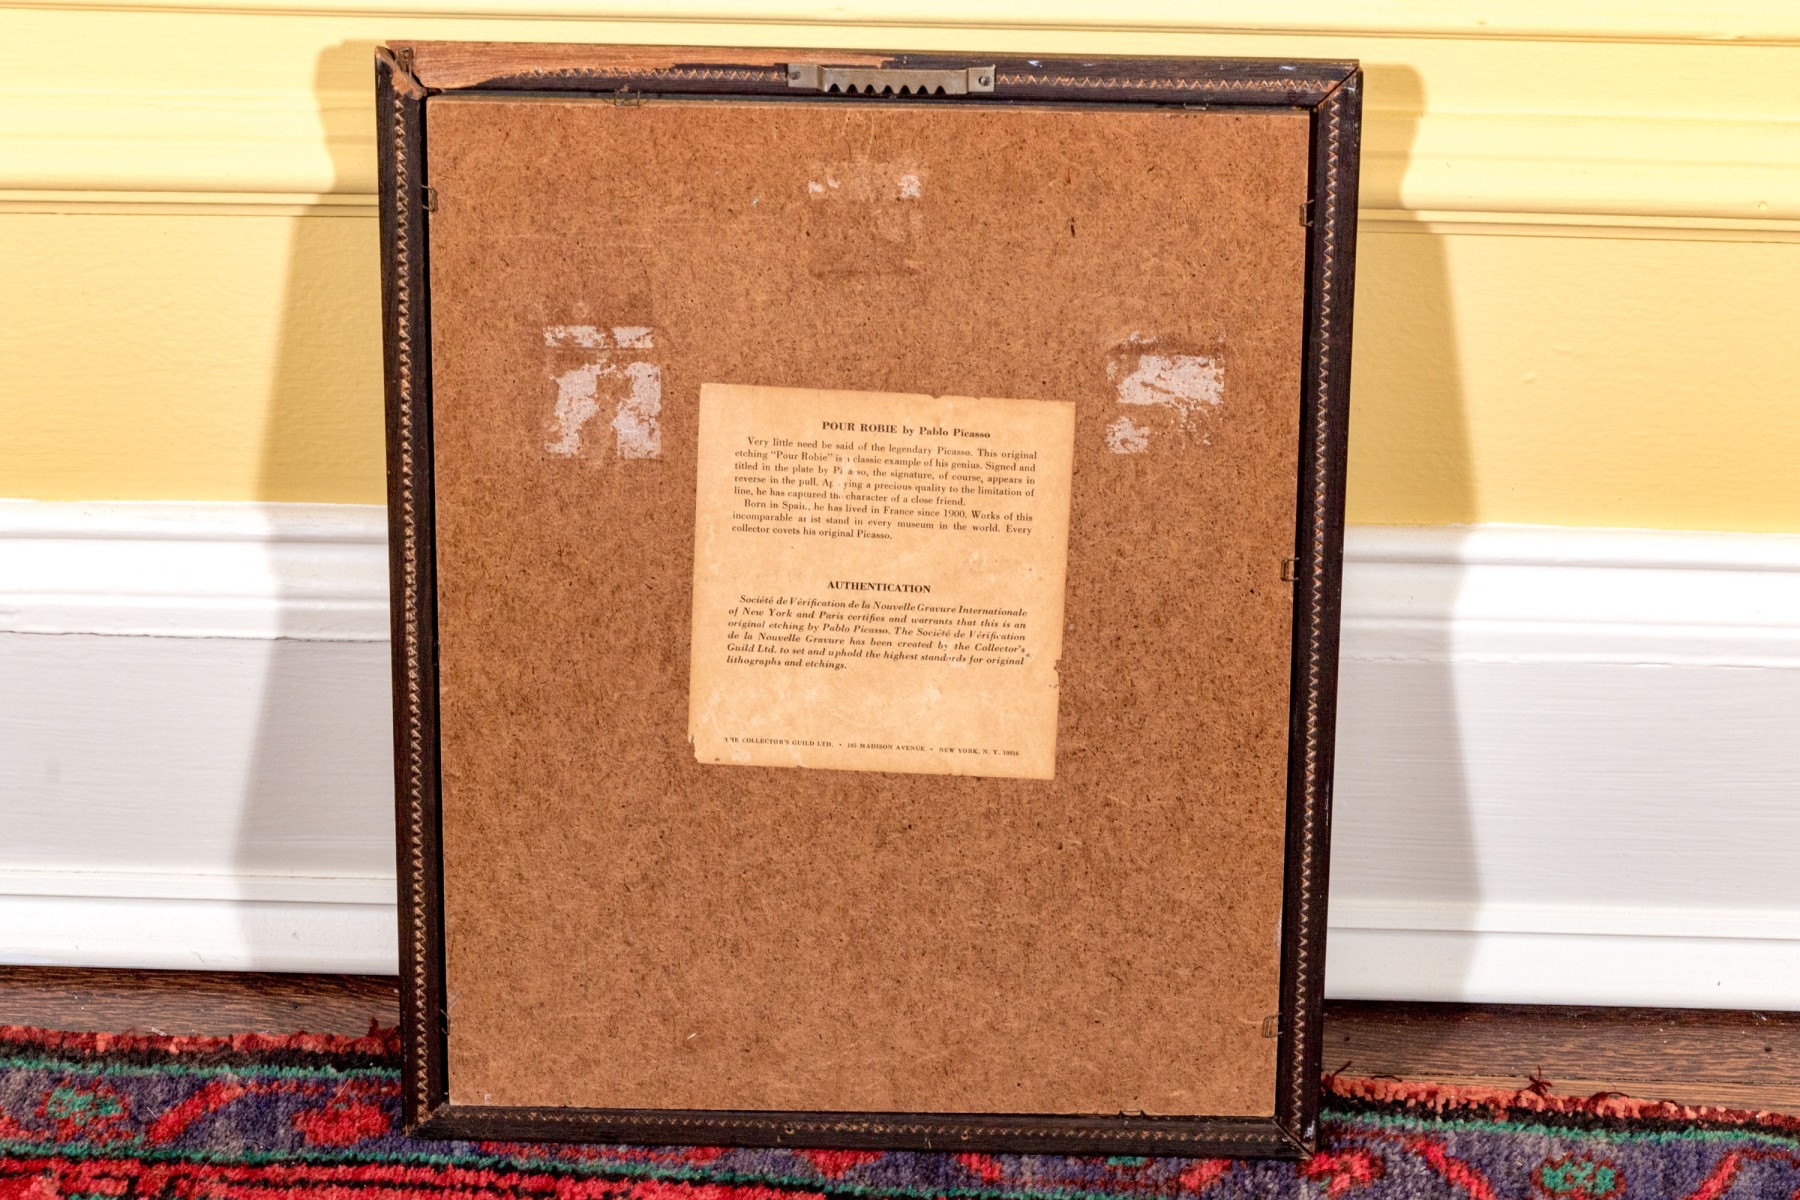 POUR ROBIE by Pablo Picasso
Very little need be said of the legendary Picasso. This original
etching "Pour Robie" is a classic example of his genius. Signed and
titled in the plate by Pi a so, the signature, of course, appears in
reverse in the pull. Ap ying a precious quality to the limitation of
line, he has captured the character of a close friend.
Born in Spain, he has lived in France since 1900. Works of this
incomparable ar ist stand in every museum in the world. Every
collector covets his original Picasso.
AUTHENTICATION
Société de Vérification de la Nouvelle Gravure Internationale
of New York and Paris certifies and warrants that this is an
original etching by Pablo Picasso. The Société de Vérification
de la Nouvelle Gravure has been created by the Collector's
Guild Ltd. to set and uphold the highest standards for original
lithographs and etchings.
THE COLLECTOR'S GUILD LTD. • 185 MADISON AVENUE • NEW YORK, N. Y. 10016